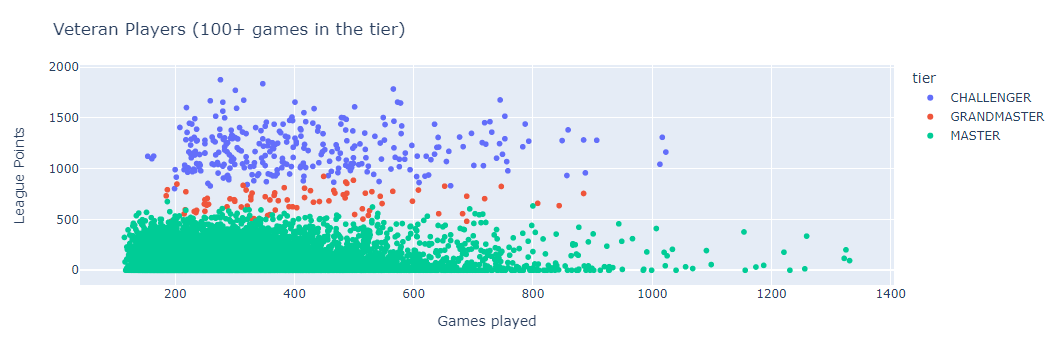 Veteran Players (100+ games in the tier)
2000
1500
1000
500
0
League Points
200 400 600 800 1000 1200 1400
Games played
tier
CHALLENGER
GRANDMASTER
MASTER